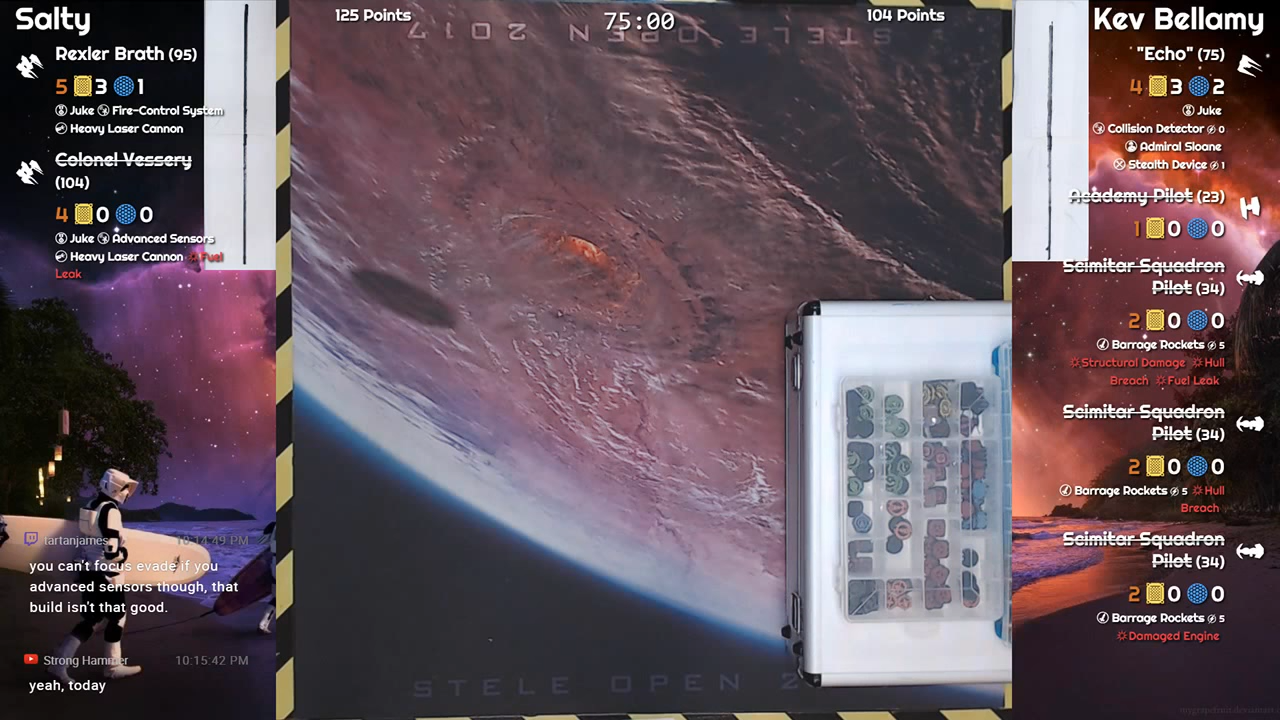 Salty
Rexler Brath (95)
5 3 1
Juke Fire-Control System
Heavy Laser Cannon
Colonel Vessery
(104)
4 0 0
Juke Advanced Sensors
Heavy Laser Cannon Fuel
Leak
tartanjames 10:14:49 PM
you can't focus evade if you
advanced sensors though, that
build isn't that good.
Strong Hammer 10:15:42 PM
yeah, today
125 Points 75:00 104 Points
STELE OPEN 2017
STELE OPEN 2
Kev Bellamy
"Echo" (75)
4 3 2
Juke
Collision Detector 0
Admiral Sloane
Stealth Device 1
Academy Pilot (23)
1 0 0
Scimitar Squadron
Pilot (34)
2 0 0
Barrage Rockets 5
Structural Damage Hull
Breach Fuel Leak
Scimitar Squadron
Pilot (34)
2 0 0
Barrage Rockets 5 Hull
Breach
Scimitar Squadron
Pilot (34)
2 0 0
Barrage Rockets 5
Damaged Engine